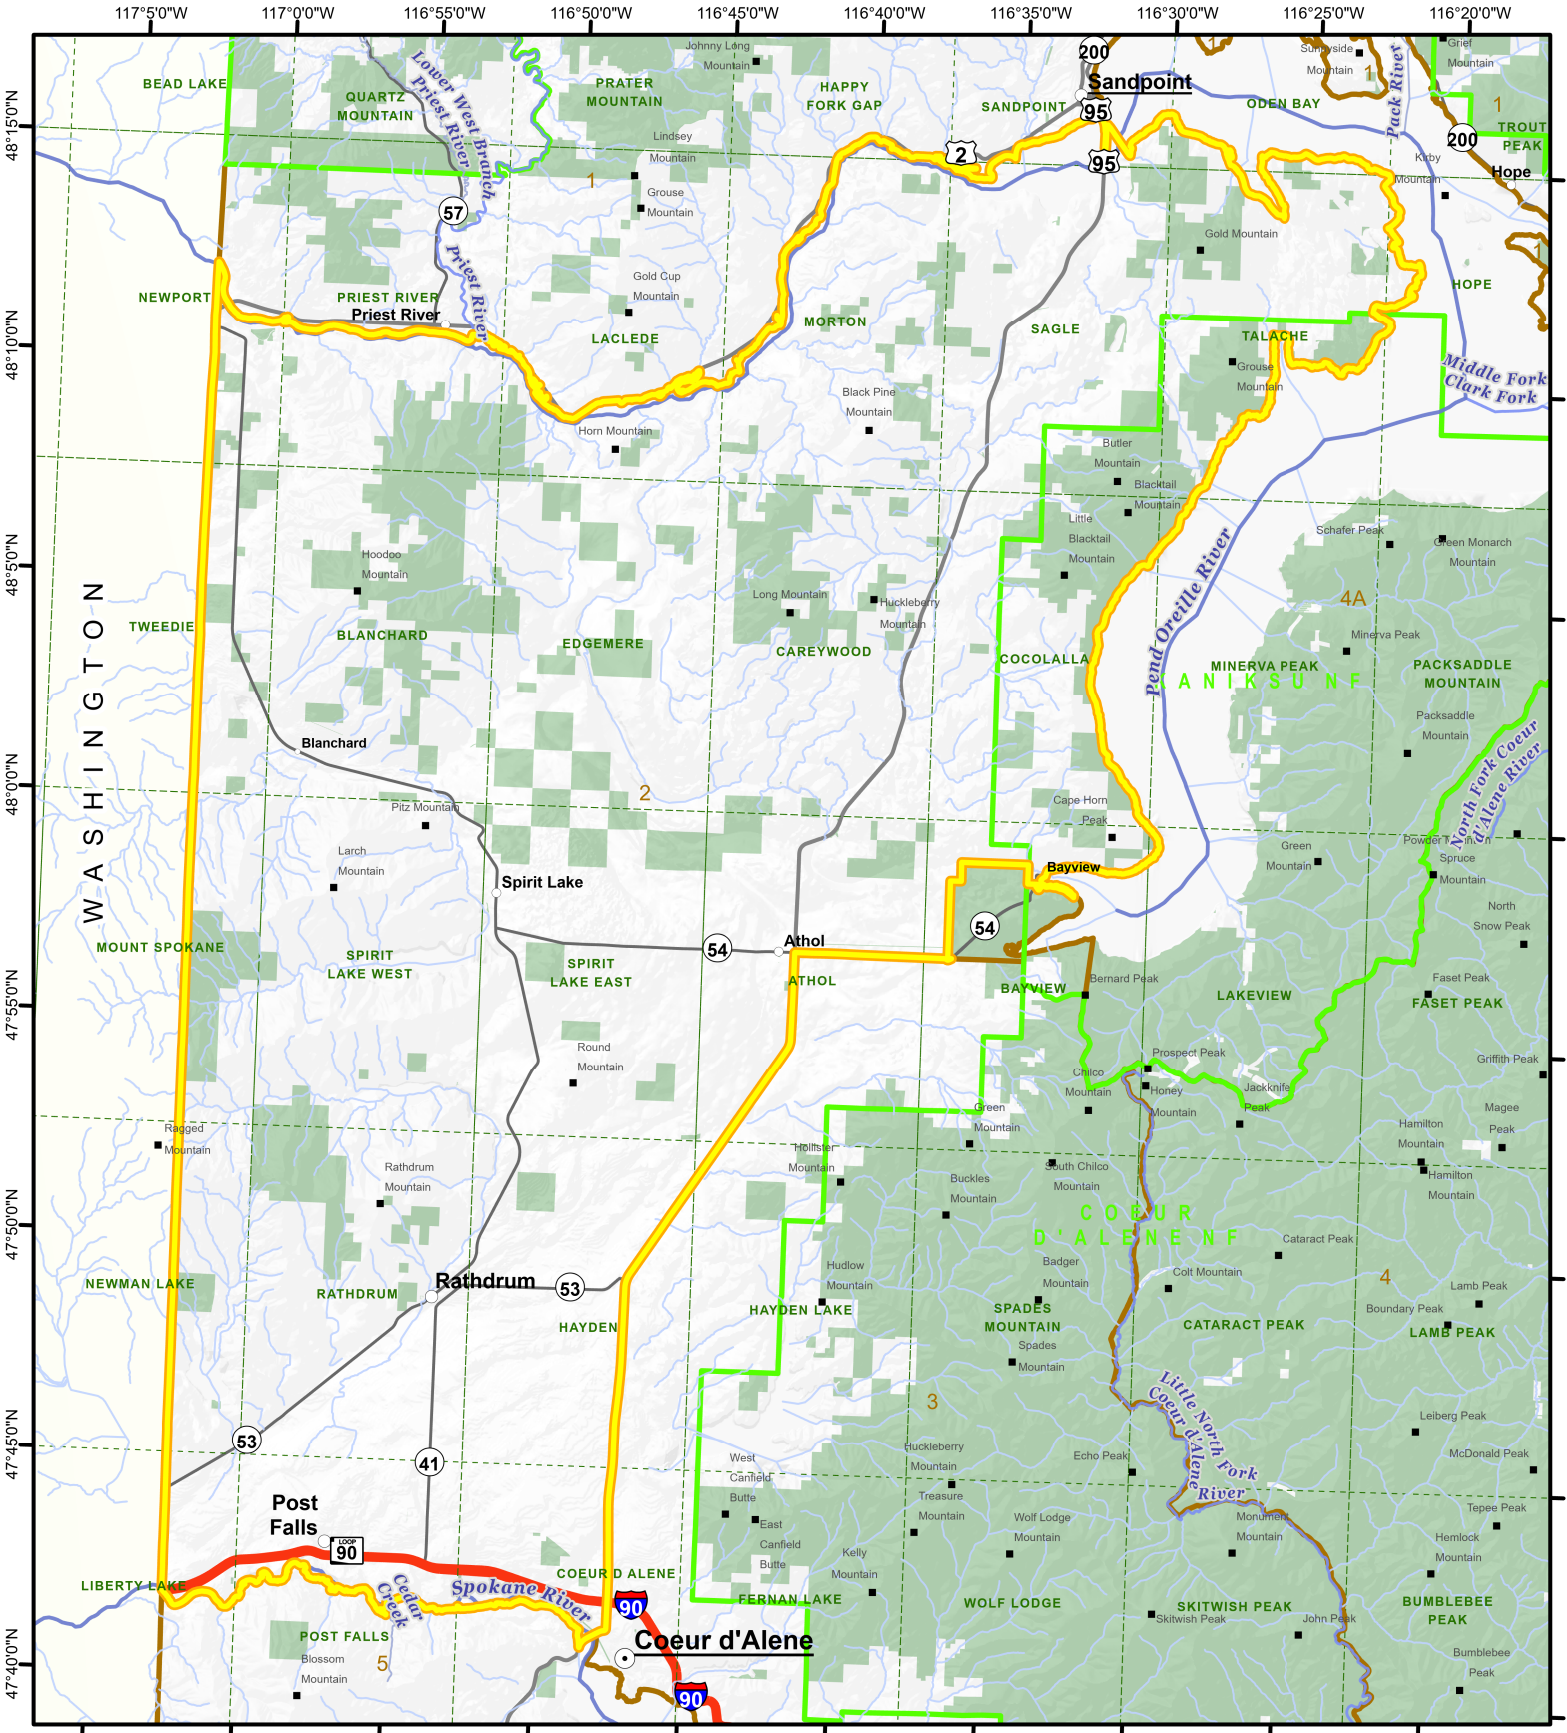 117°5'0"W
117°0'0"W
116°55'0"W
116°50'0"W
116°45'0"W
116°40'0"W
116°35'0"W
116°30'0"W
116°25'0"W
116°20'0"W
48°15'0"N
48°10'0"N
48°5'0"N
48°0'0"N
47°55'0"N
47°50'0"N
47°45'0"N
47°40'0"N
WASHINGTON
BEAD LAKE
QUARTZ
MOUNTAIN
Lower West Branch
Priest River
PRATER
MOUNTAIN
Johnny Long
Mountain
HAPPY
FORK GAP
SANDPOINT
200
Sandpoint
95
ODEN BAY
Sunnyside
Mountain
1
1
Pack River
Grief
Mountain
1
TROUT
PEAK
200
Kirby
Mountain
Hope
1
Lindsey
Mountain
1
Grouse
Mountain
57
2
95
Gold Mountain
Priest River
Gold Cup
Mountain
NEWPORT
PRIEST RIVER
Priest River
LACLEDE
MORTON
SAGLE
TALACHE
HOPE
Grouse
Mountain
Middle Fork
Clark Fork
Black Pine
Mountain
Horn Mountain
Butler
Mountain
Blacktail
Mountain
Little
Blacktail
Mountain
Schafer Peak
Green Monarch
Mountain
Hoodoo
Mountain
Long Mountain
Huckleberry
Mountain
Pend Oreille River
4A
TWEEDIE
BLANCHARD
EDGEMERE
CAREYWOOD
COCOLALLA
Minerva Peak
MINERVA PEAK
ANIKSU NF
PACKSADDLE
MOUNTAIN
Packsaddle
Mountain
North Fork Coeur
d'Alene River
Blanchard
2
Pitz Mountain
Cape Horn
Peak
Larch
Mountain
Spirit Lake
Bayview
Green
Mountain
Spruce
Mountain
North
Snow Peak
MOUNT SPOKANE
SPIRIT
LAKE WEST
SPIRIT
LAKE EAST
54
Athol
ATHOL
54
BAYVIEW
Bernard Peak
LAKEVIEW
Faset Peak
FASET PEAK
Round
Mountain
Prospect Peak
Griffith Peak
Chilco
Mountain
Honey
Mountain
Jackknife
Peak
Green
Mountain
Magee
Peak
Hamilton
Mountain
Hamilton
Mountain
Ragged
Mountain
Rathdrum
Mountain
Hollister
Mountain
South Chilco
Mountain
Buckles
Mountain
COEUR
D'ALENE NF
Cataract Peak
Hudlow
Mountain
Badger
Mountain
Colt Mountain
4
Lamb Peak
Boundary Peak
LAMB PEAK
NEWMAN LAKE
RATHDRUM
Rathdrum
53
HAYDEN
HAYDEN LAKE
SPADES
MOUNTAIN
Spades
Mountain
CATARACT PEAK
3
Little North Fork
Coeur d'Alene
River
Leiberg Peak
McDonald Peak
53
41
Huckleberry
Mountain
Echo Peak
West
Canfield
Butte
East
Canfield
Butte
Treasure
Mountain
Wolf Lodge
Mountain
Monument
Mountain
Tepee Peak
Hemlock
Mountain
Post
Falls
LOOP
90
Kelly
Mountain
LIBERTY LAKE
Cedar
Creek
Spokane River
COEUR D ALENE
90
FERNAN LAKE
WOLF LODGE
SKITWISH PEAK
Skitwish Peak
John Peak
BUMBLEBEE
PEAK
POST FALLS
5
Blossom
Mountain
Coeur d'Alene
90
Bumblebee
Peak